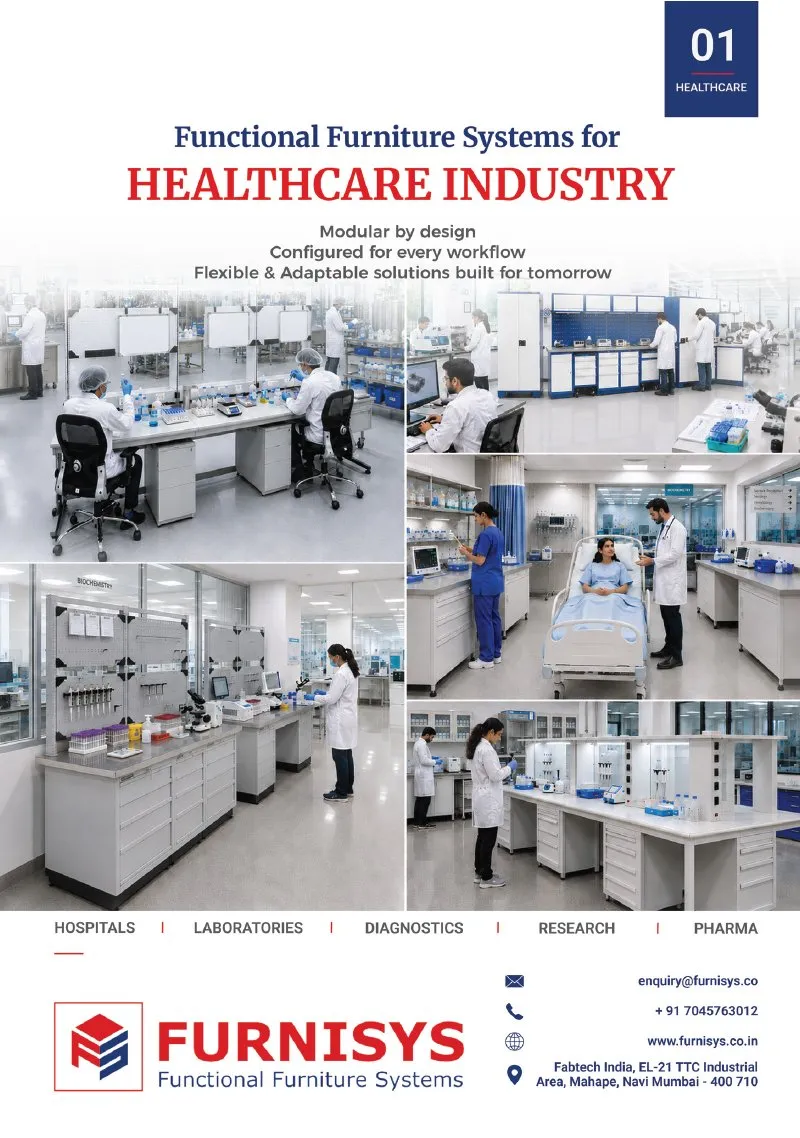 01
HEALTHCARE
Functional Furniture Systems for
HEALTHCARE INDUSTRY
Modular by design
Configured for every workflow
Flexible & Adaptable solutions built for tomorrow
BIOCHEMISTRY
HOSPITALS | LABORATORIES | DIAGNOSTICS | RESEARCH | PHARMA
FURNISYS
Functional Furniture Systems
enquiry@furnisys.co
+ 91 7045763012
www.furnisys.co.in
Fabtech India, EL-21 TTC Industrial
Area, Mahape, Navi Mumbai - 400 710